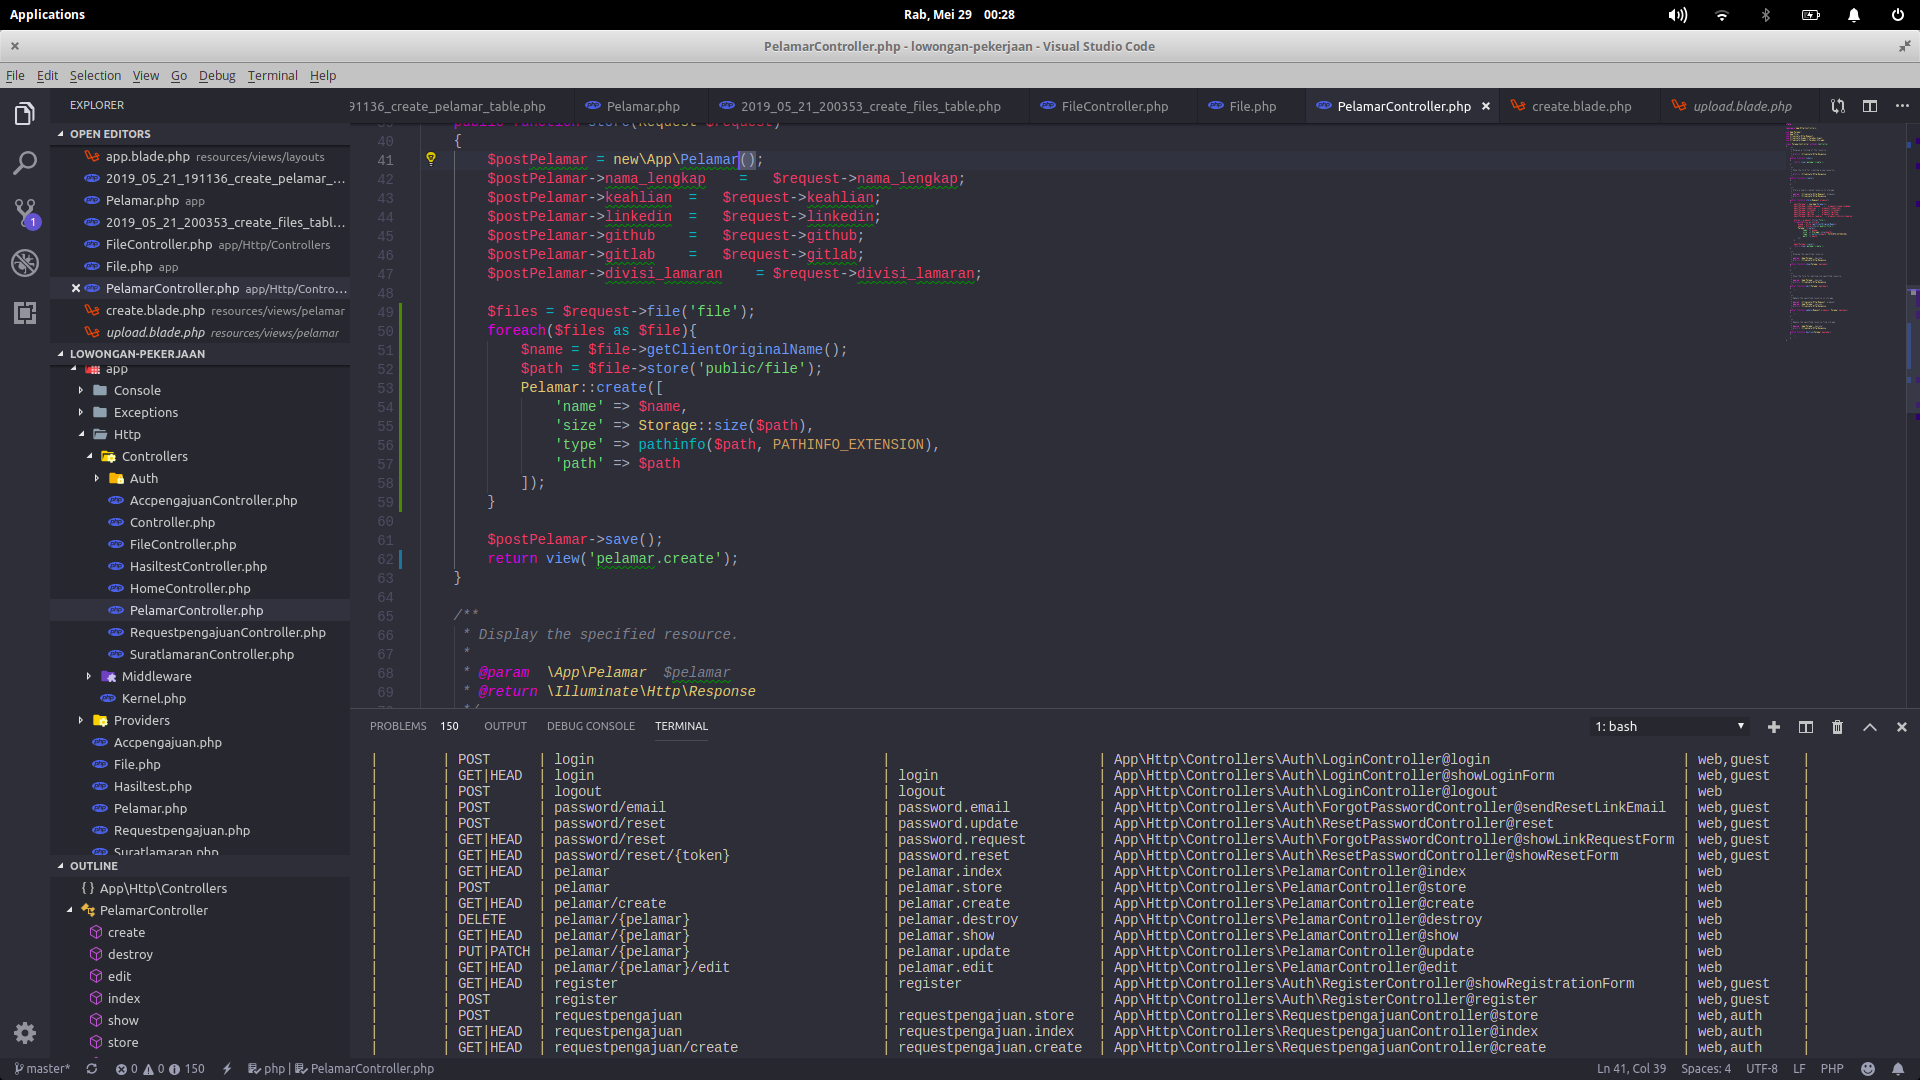 Applications
Rab, Mei 29 00:28
PelamarController.php - lowongan-pekerjaan - Visual Studio Code
File Edit Selection View Go Debug Terminal Help
EXPLORER
OPEN EDITORS
app.blade.php resources/views/layouts
2019_05_21_191136_create_pelamar_...
Pelamar.php app
2019_05_21_200353_create_files_tabl...
FileController.php app/Http/Controllers
File.php app
PelamarController.php app/Http/Contro...
create.blade.php resources/views/pelamar
upload.blade.php resources/views/pelamar
LOWONGAN-PEKERJAAN
app
Console
Exceptions
Http
Controllers
Auth
AccpengajuanController.php
Controller.php
FileController.php
HasiltestController.php
HomeController.php
PelamarController.php
RequestpengajuanController.php
SuratlamaranController.php
Middleware
Kernel.php
Providers
Accpengajuan.php
File.php
Hasiltest.php
Pelamar.php
Requestpengajuan.php
Suratlamaran.php
OUTLINE
{} App\Http\Controllers
PelamarController
create
destroy
edit
index
show
store
191136_create_pelamar_table.php Pelamar.php 2019_05_21_200353_create_files_table.php FileController.php File.php PelamarController.php create.blade.php upload.blade.php
39 public function store(Request $request)
40 {
41 $postPelamar = new\App\Pelamar();
42 $postPelamar->nama_lengkap = $request->nama_lengkap;
43 $postPelamar->keahlian = $request->keahlian;
44 $postPelamar->linkedin = $request->linkedin;
45 $postPelamar->github = $request->github;
46 $postPelamar->gitlab = $request->gitlab;
47 $postPelamar->divisi_lamaran = $request->divisi_lamaran;
48
49 $files = $request->file('file');
50 foreach($files as $file){
51 $name = $file->getClientOriginalName();
52 $path = $file->store('public/file');
53 Pelamar::create([
54 'name' => $name,
55 'size' => Storage::size($path),
56 'type' => pathinfo($path, PATHINFO_EXTENSION),
57 'path' => $path
58 ]);
59 }
60
61 $postPelamar->save();
62 return view('pelamar.create');
63 }
64
65 /**
66 * Display the specified resource.
67 *
68 * @param \App\Pelamar $pelamar
69 * @return \Illuminate\Http\Response
70 */
PROBLEMS 150 OUTPUT DEBUG CONSOLE TERMINAL 1: bash
| | POST | login | | App\Http\Controllers\Auth\LoginController@login | web,guest |
| | GET|HEAD | login | login | App\Http\Controllers\Auth\LoginController@showLoginForm | web,guest |
| | POST | logout | logout | App\Http\Controllers\Auth\LoginController@logout | web |
| | POST | password/email | password.email | App\Http\Controllers\Auth\ForgotPasswordController@sendResetLinkEmail | web,guest |
| | POST | password/reset | password.update | App\Http\Controllers\Auth\ResetPasswordController@reset | web,guest |
| | GET|HEAD | password/reset | password.request | App\Http\Controllers\Auth\ForgotPasswordController@showLinkRequestForm | web,guest |
| | GET|HEAD | password/reset/{token} | password.reset | App\Http\Controllers\Auth\ResetPasswordController@showResetForm | web,guest |
| | GET|HEAD | pelamar | pelamar.index | App\Http\Controllers\PelamarController@index | web |
| | POST | pelamar | pelamar.store | App\Http\Controllers\PelamarController@store | web |
| | GET|HEAD | pelamar/create | pelamar.create | App\Http\Controllers\PelamarController@create | web |
| | DELETE | pelamar/{pelamar} | pelamar.destroy | App\Http\Controllers\PelamarController@destroy | web |
| | GET|HEAD | pelamar/{pelamar} | pelamar.show | App\Http\Controllers\PelamarController@show | web |
| | PUT|PATCH | pelamar/{pelamar} | pelamar.update | App\Http\Controllers\PelamarController@update | web |
| | GET|HEAD | pelamar/{pelamar}/edit | pelamar.edit | App\Http\Controllers\PelamarController@edit | web |
| | GET|HEAD | register | register | App\Http\Controllers\Auth\RegisterController@showRegistrationForm | web,guest |
| | POST | register | | App\Http\Controllers\Auth\RegisterController@register | web,guest |
| | POST | requestpengajuan | requestpengajuan.store | App\Http\Controllers\RequestpengajuanController@store | web,auth |
| | GET|HEAD | requestpengajuan | requestpengajuan.index | App\Http\Controllers\RequestpengajuanController@index | web,auth |
| | GET|HEAD | requestpengajuan/create | requestpengajuan.create | App\Http\Controllers\RequestpengajuanController@create | web,auth |
master* 0 0 150 php | PelamarController.php Ln 41, Col 39 Spaces: 4 UTF-8 LF PHP